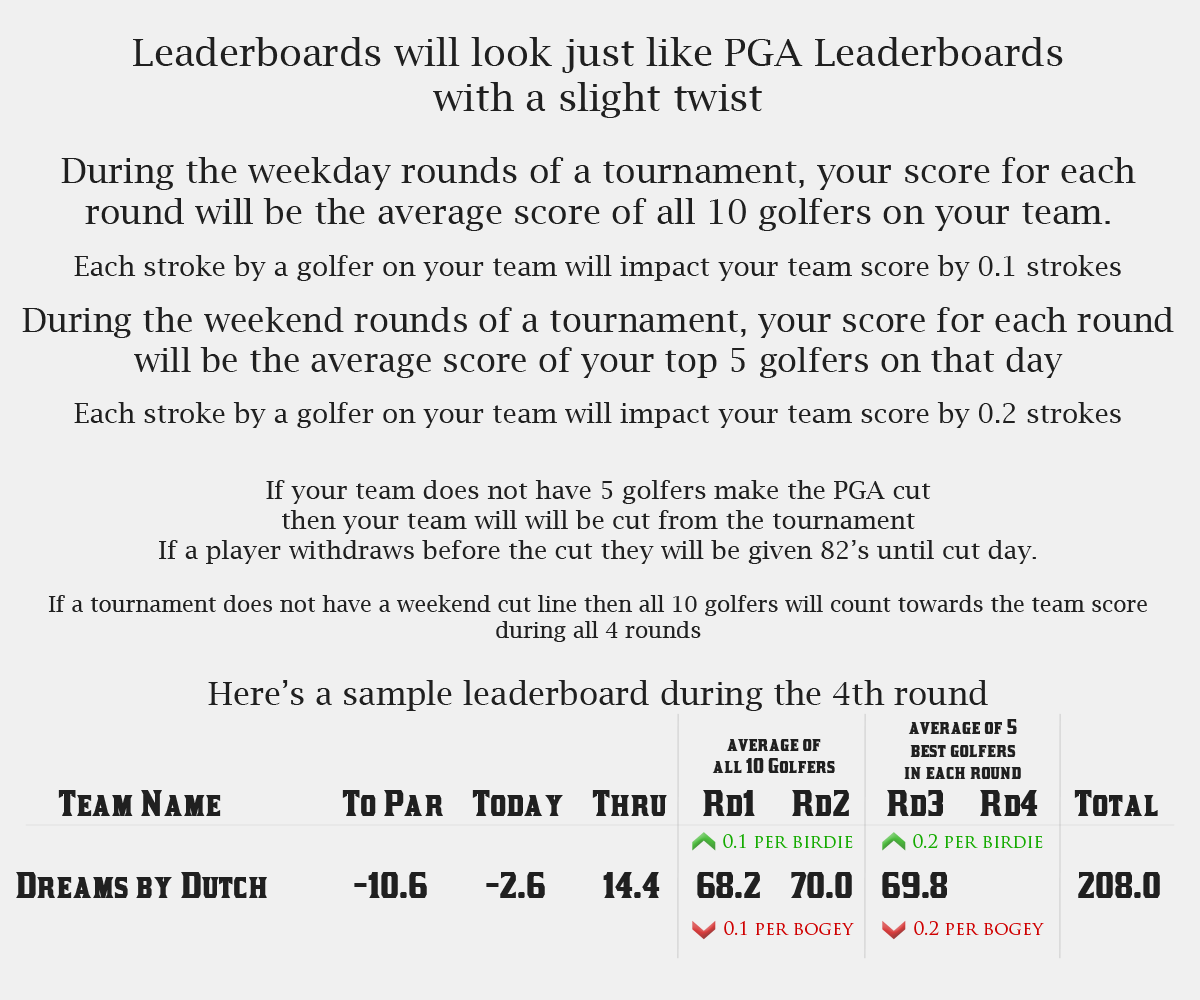 Leaderboards will look just like PGA Leaderboards
with a slight twist
During the weekday rounds of a tournament, your score for each
round will be the average score of all 10 golfers on your team.
Each stroke by a golfer on your team will impact your team score by 0.1 strokes
During the weekend rounds of a tournament, your score for each round
will be the average score of your top 5 golfers on that day
Each stroke by a golfer on your team will impact your team score by 0.2 strokes
If your team does not have 5 golfers make the PGA cut
then your team will will be cut from the tournament
If a player withdraws before the cut they will be given 82’s until cut day.
If a tournament does not have a weekend cut line then all 10 golfers will count towards the team score
during all 4 rounds
Here’s a sample leaderboard during the 4th round
average of
all 10 Golfers
average of 5
best golfers
in each round
Team Name To Par Today Thru Rd1 Rd2 Rd3 Rd4 Total
0.1 per birdie 0.2 per birdie
Dreams by Dutch -10.6 -2.6 14.4 68.2 70.0 69.8 208.0
0.1 per bogey 0.2 per bogey